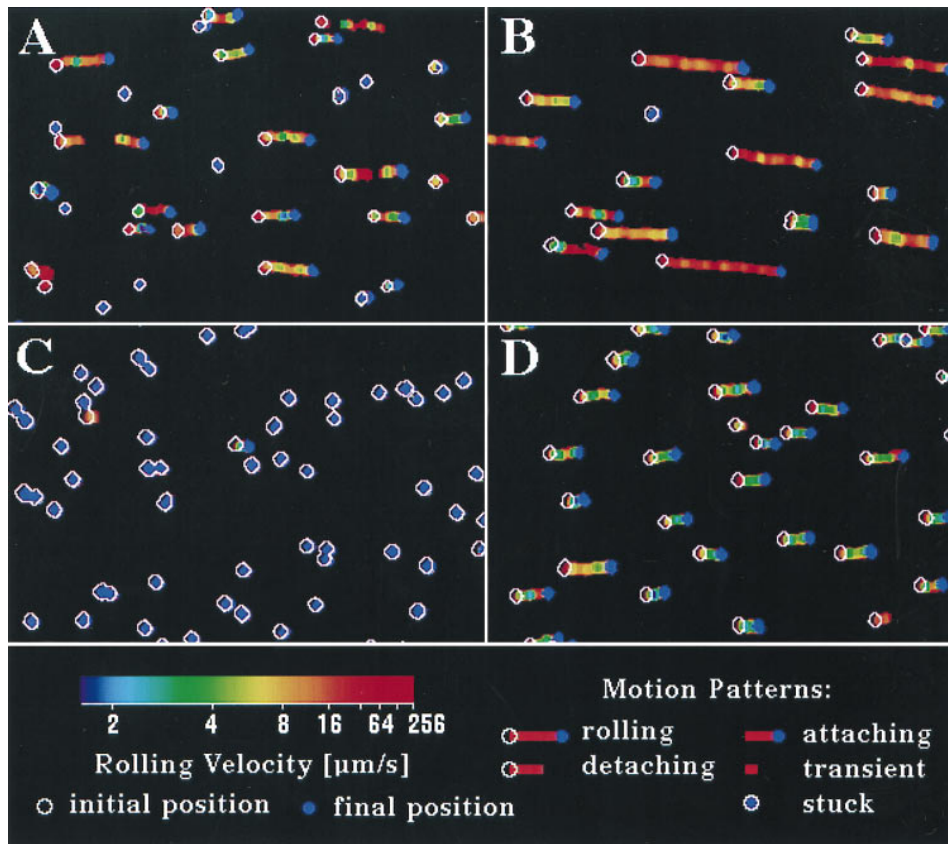 A
B
C
D
2 4 8 16 64 256
Rolling Velocity [μm/s]
initial position
final position
Motion Patterns:
rolling
detaching
attaching
transient
stuck